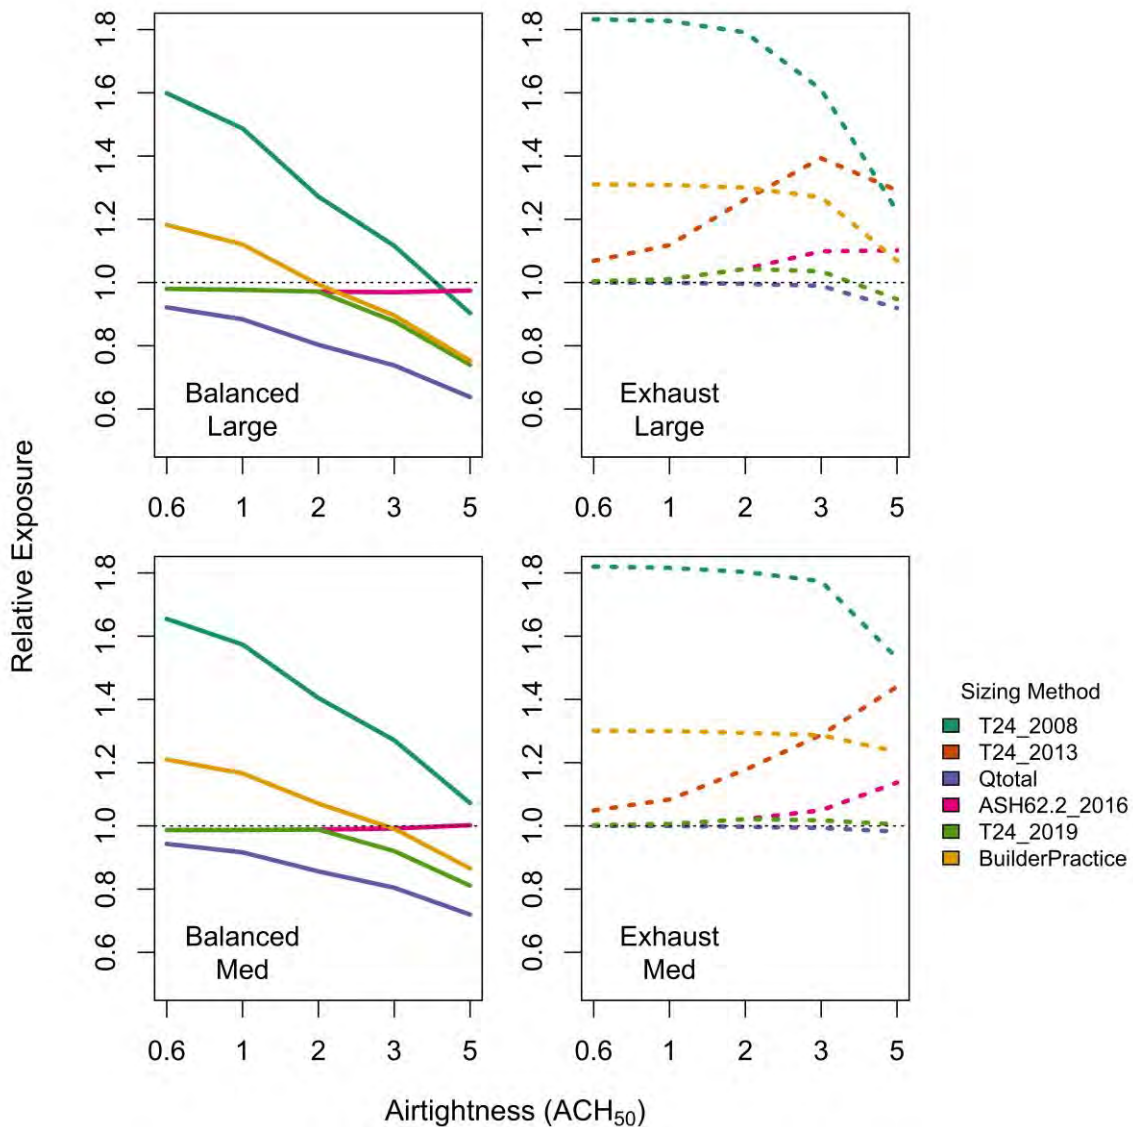 0.6 0.8 1.0 1.2 1.4 1.6 1.8
Balanced
Large
Exhaust
Large
0.6 1 2 3 5
0.6 0.8 1.0 1.2 1.4 1.6 1.8
0.6 1 2 3 5
Relative Exposure
0.6 0.8 1.0 1.2 1.4 1.6 1.8
Balanced
Med
0.6 1 2 3 5
0.6 0.8 1.0 1.2 1.4 1.6 1.8
Exhaust
Med
0.6 1 2 3 5
Airtightness (ACH50)
Sizing Method
T24_2008
T24_2013
Qtotal
ASH62.2_2016
T24_2019
BuilderPractice